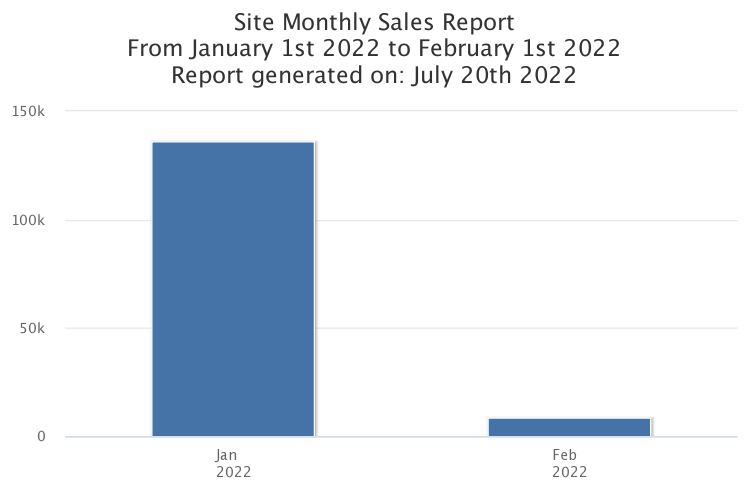 Site Monthly Sales Report
From January 1st 2022 to February 1st 2022
Report generated on: July 20th 2022
150k
100k
50k
0
Jan
2022
Feb
2022